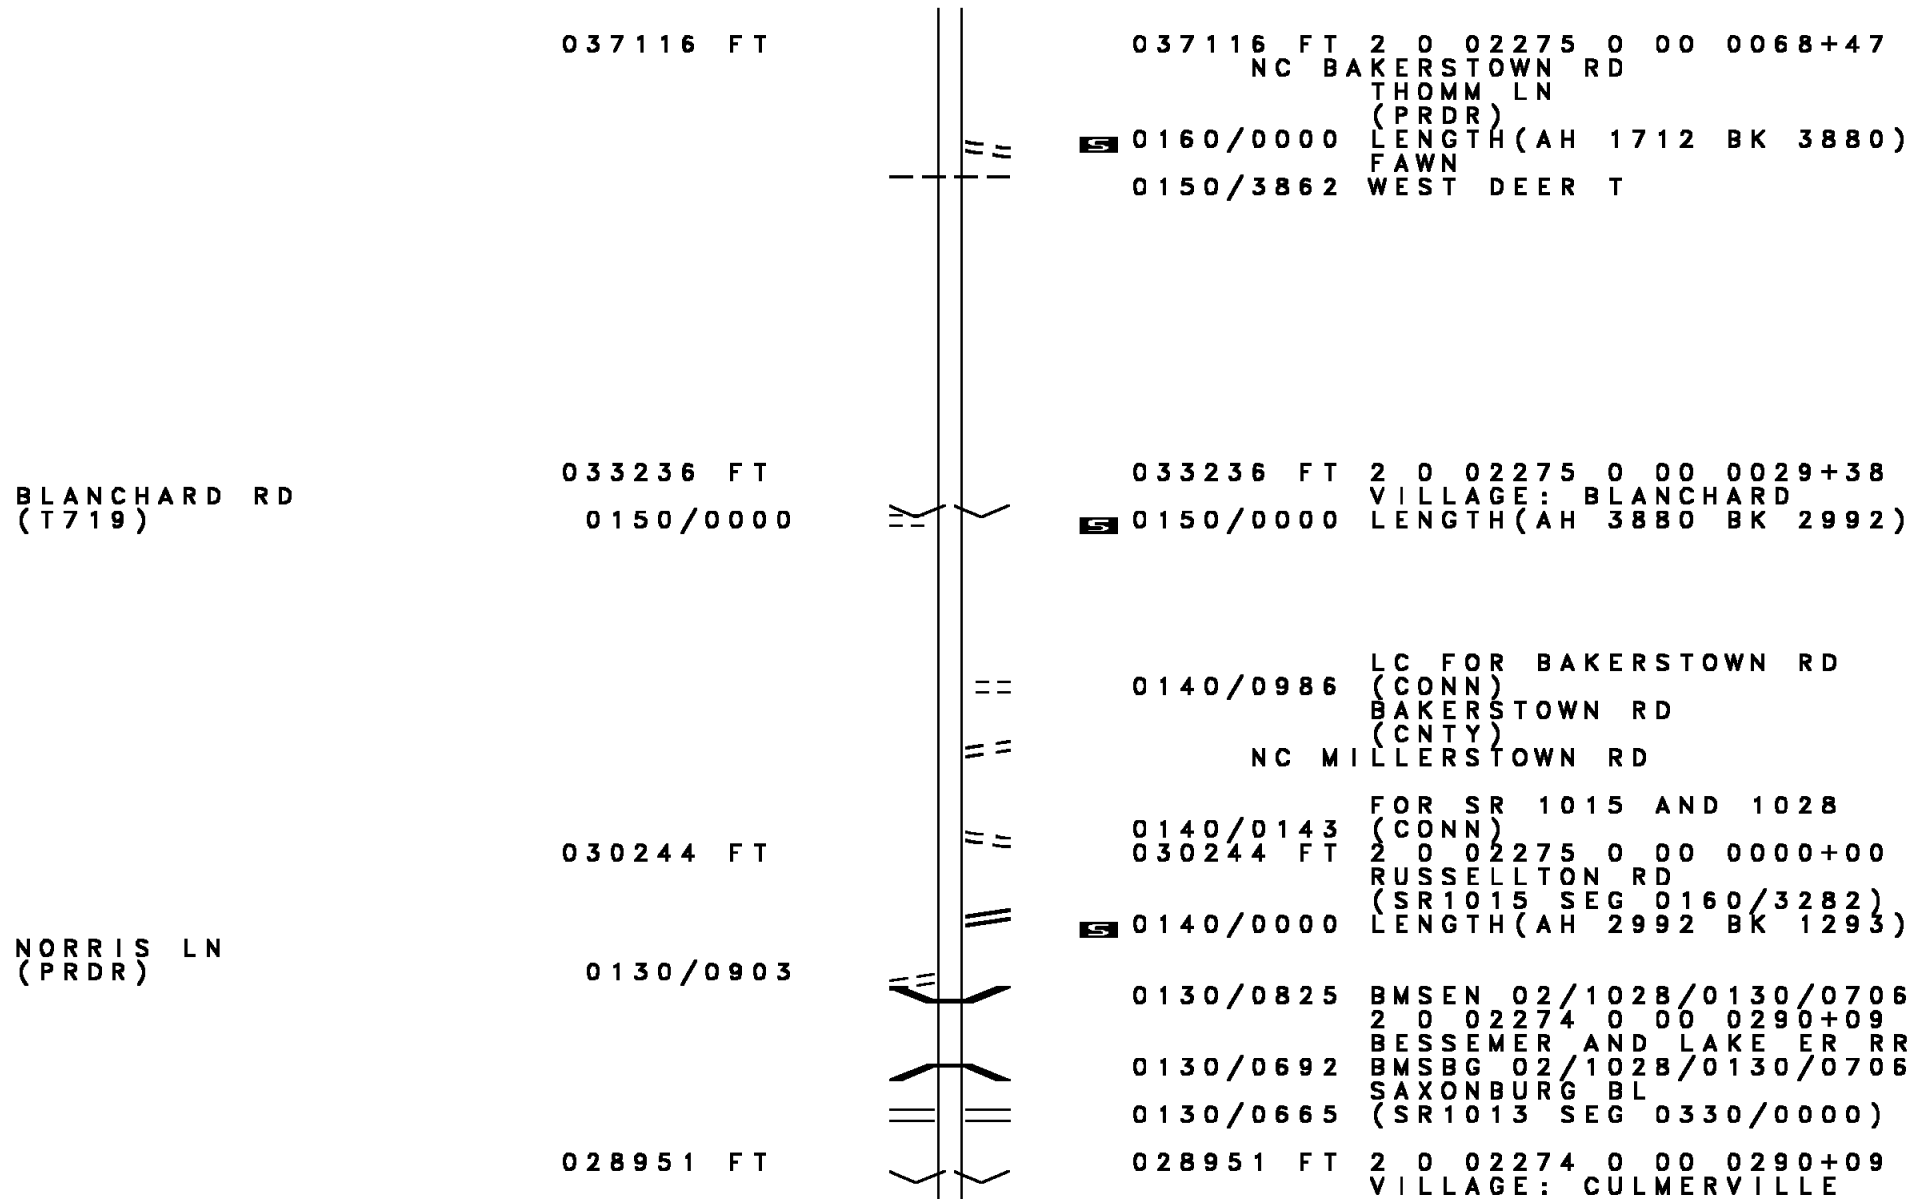 037116 FT 037116 FT 2 0 02275 0 00 0068+47
NC BAKERSTOWN RD
THOMM LN
(PRDR)
S 0160/0000 LENGTH(AH 1712 BK 3880)
FAWN
0150/3862 WEST DEER T
033236 FT 033236 FT 2 0 02275 0 00 0029+38
BLANCHARD RD VILLAGE: BLANCHARD
(T719) 0150/0000 S 0150/0000 LENGTH(AH 3880 BK 2992)
LC FOR BAKERSTOWN RD
0140/0986 (CONN)
BAKERSTOWN RD
(CNTY)
NC MILLERSTOWN RD
FOR SR 1015 AND 1028
0140/0143 (CONN)
030244 FT 030244 FT 2 0 02275 0 00 0000+00
RUSSELLTON RD
(SR1015 SEG 0160/3282)
S 0140/0000 LENGTH(AH 2992 BK 1293)
NORRIS LN
(PRDR) 0130/0903
0130/0825 BMSEN 02/1028/0130/0706
2 0 02274 0 00 0290+09
BESSEMER AND LAKE ER RR
0130/0692 BMSBG 02/1028/0130/0706
SAXONBURG BL
0130/0665 (SR1013 SEG 0330/0000)
028951 FT 028951 FT 2 0 02274 0 00 0290+09
VILLAGE: CULMERVILLE